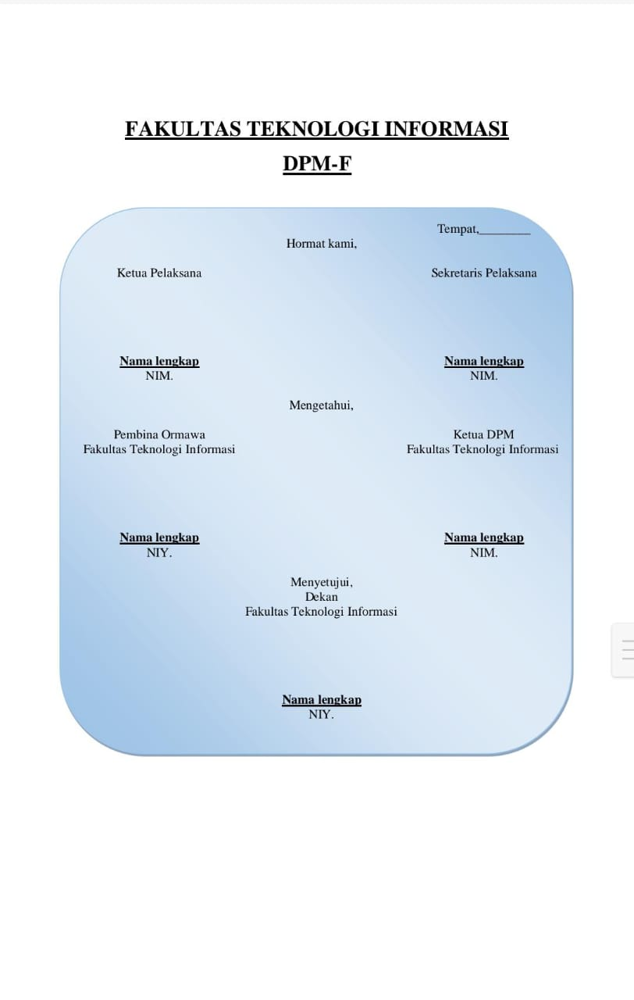 FAKULTAS TEKNOLOGI INFORMASI
DPM-F
Tempat,_________
Hormat kami,
Ketua Pelaksana Sekretaris Pelaksana
Nama lengkap Nama lengkap
NIM. NIM.
Mengetahui,
Pembina Ormawa Ketua DPM
Fakultas Teknologi Informasi Fakultas Teknologi Informasi
Nama lengkap Nama lengkap
NIY. NIM.
Menyetujui,
Dekan
Fakultas Teknologi Informasi
Nama lengkap
NIY.